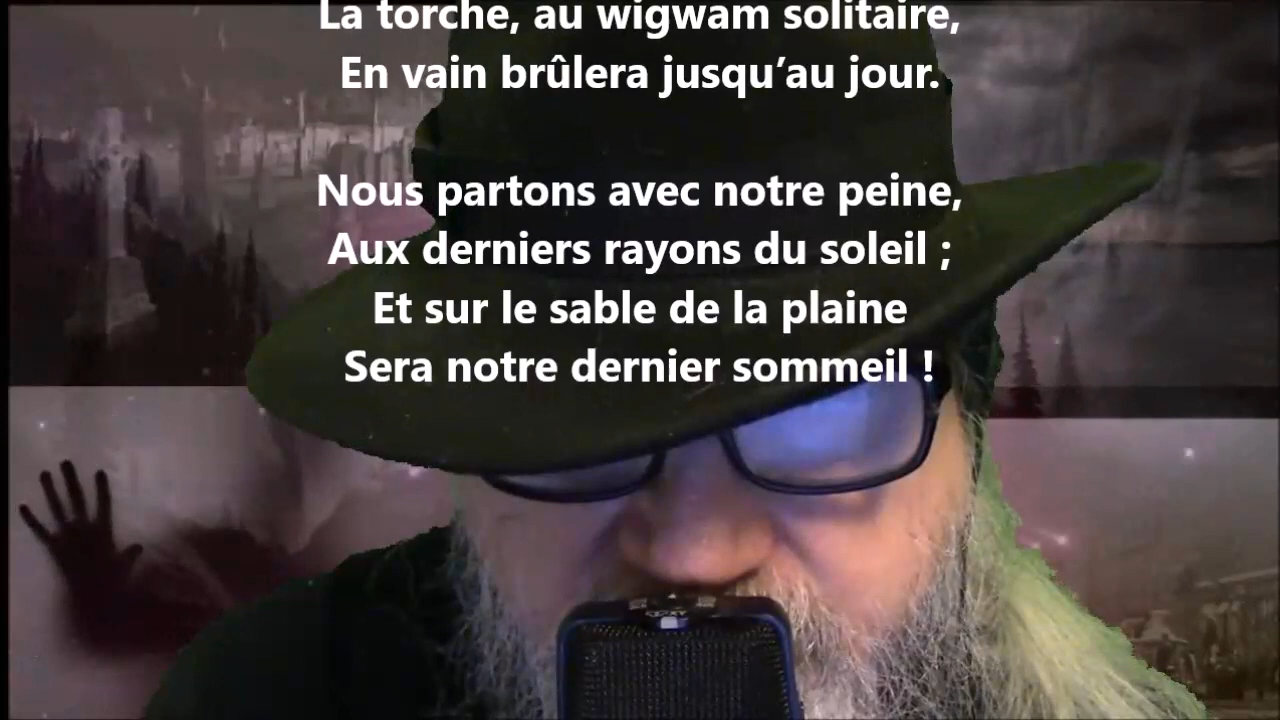 La torche, au wigwam solitaire,
En vain brûlera jusqu’au jour.
Nous partons avec notre peine,
Aux derniers rayons du soleil ;
Et sur le sable de la plaine
Sera notre dernier sommeil !